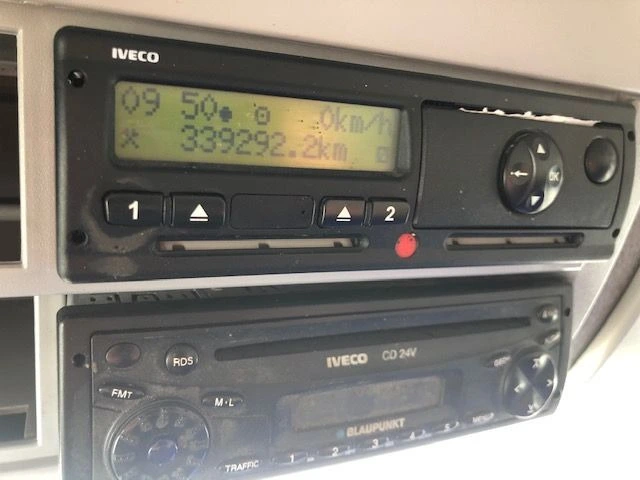 IVECO
09 50 0km/h
339292.2km
1 2
IVECO CD 24V
RDS
FMT M·L
BLAUPUNKT
TRAFFIC 1 2 3 4 5 MENU
OK